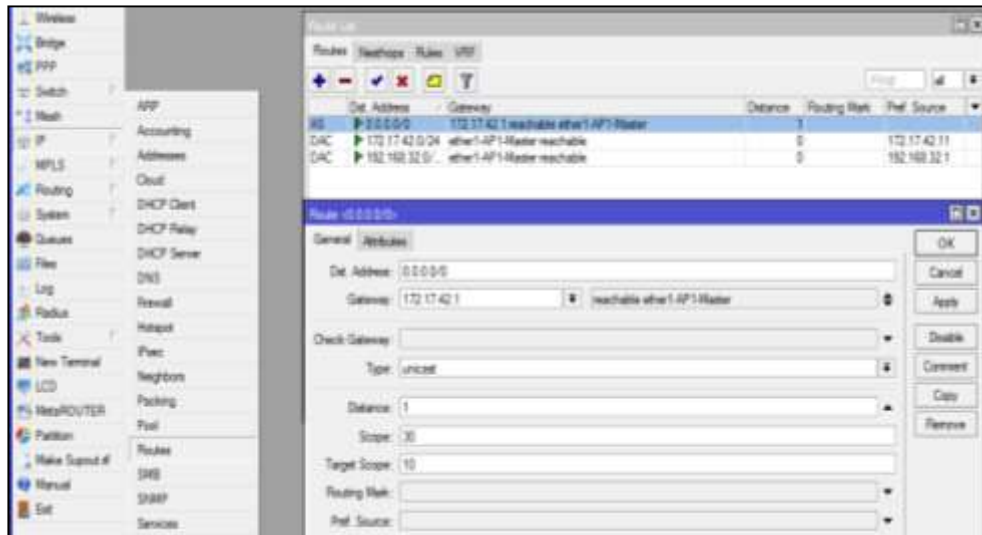 Wireless
Bridge
PPP
Switch
Mesh
IP
MPLS
Routing
System
Queues
Files
Log
Radius
Tools
New Terminal
LCD
MetaROUTER
Partition
Make Supout.rif
Manual
Exit
ARP
Accounting
Addresses
Cloud
DHCP Client
DHCP Relay
DHCP Server
DNS
Firewall
Hotspot
IPsec
Neighbors
Packing
Pool
Routes
SMB
SNMP
Services
Route List
Routes Nexthops Rules VRF
Find all
Dst. Address Gateway Distance Routing Mark Pref. Source
AS 0.0.0.0/0 172.17.42.1 reachable ether1-AP1-Master 1
DAC 172.17.42.0/24 ether1-AP1-Master reachable 0 172.17.42.11
DAC 192.168.32.0/... ether1-AP1-Master reachable 0 192.168.32.1
Route <0.0.0.0/0>
General Attributes
Dst. Address: 0.0.0.0/0
Gateway: 172.17.42.1 reachable ether1-AP1-Master
Check Gateway:
Type: unicast
Distance: 1
Scope: 30
Target Scope: 10
Routing Mark:
Pref. Source:
OK
Cancel
Apply
Disable
Comment
Copy
Remove